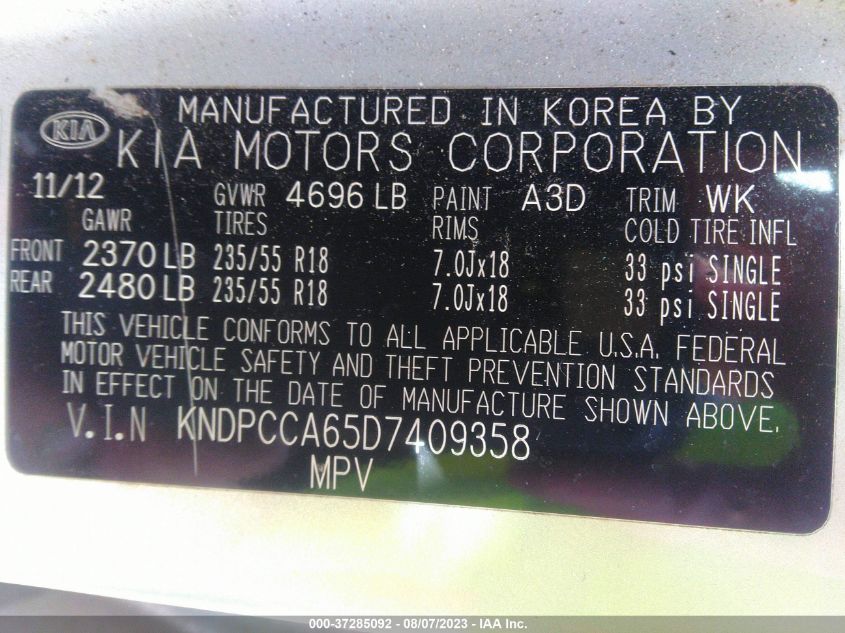 MANUFACTURED IN KOREA BY
KIA KIA MOTORS CORPORATION
11/12 GVWR 4696 LB PAINT A3D TRIM WK
GAWR TIRES RIMS COLD TIRE INFL
FRONT 2370 LB 235/55 R18 7.0Jx18 33 psi SINGLE
REAR 2480 LB 235/55 R18 7.0Jx18 33 psi SINGLE
THIS VEHICLE CONFORMS TO ALL APPLICABLE U.S.A. FEDERAL
MOTOR VEHICLE SAFETY AND THEFT PREVENTION STANDARDS
IN EFFECT ON THE DATE OF MANUFACTURE SHOWN ABOVE.
V.I.N KNDPCCA65D7409358
MPV
000-37285092 - 08/07/2023 - IAA Inc.